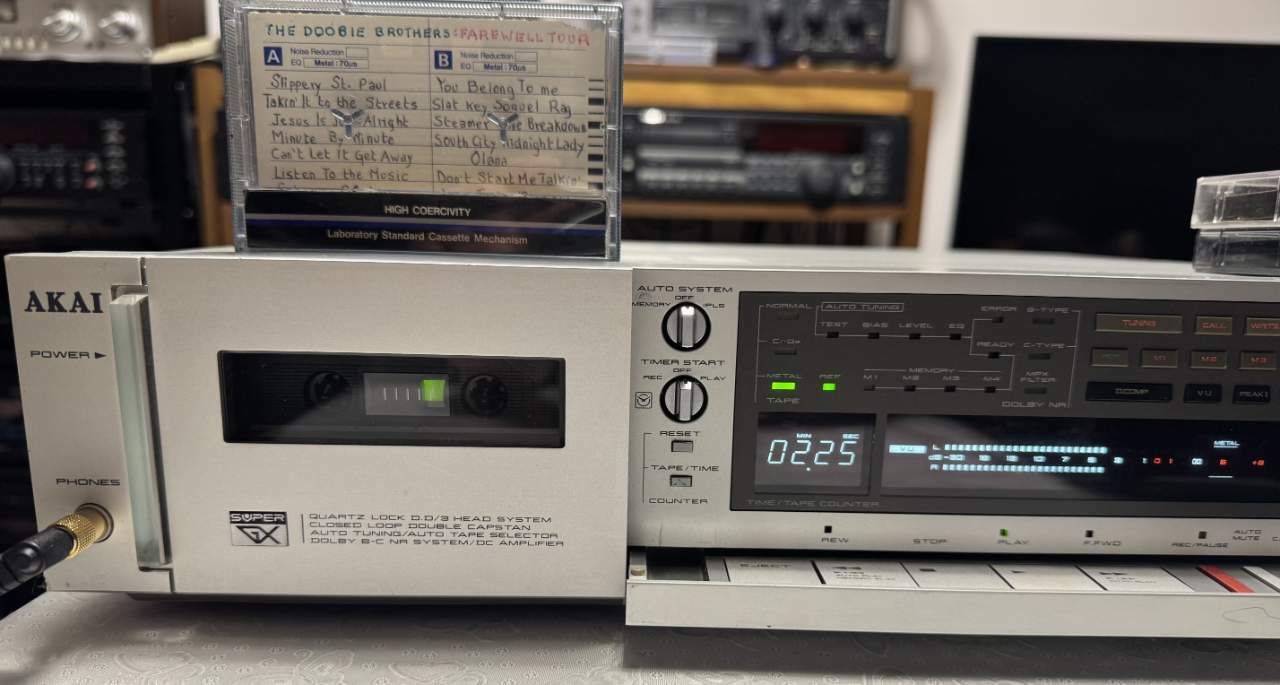 THE DOOBIE BROTHERS: FAREWELL TOUR
A Noise Reduction
EQ Metal: 70μs
B Noise Reduction
EQ Metal: 70μs
Slippery St. Paul
Takin' It to the Streets
Jesus Is Just Alright
Minute By Minute
Can't Let It Get Away
Listen To the Music
You Belong To me
Slat key Soquel Rag
Steamer Lane Breakdown
South City Midnight Lady
Olana
Don't Start Me Talkin'
HIGH COERCIVITY
Laboratory Standard Cassette Mechanism
AKAI
POWER
PHONES
SUPER
GX
QUARTZ LOCK D.D/3 HEAD SYSTEM
CLOSED LOOP DOUBLE CAPSTAN
AUTO TUNING/AUTO TAPE SELECTOR
DOLBY B-C NR SYSTEM/DC AMPLIFIER
AUTO SYSTEM
OFF
MEMORY IPLS
TIMER START
OFF
REC PLAY
RESET
TAPE/TIME
COUNTER
NORMAL
AUTO TUNING
TEST BIAS LEVEL EQ
ERROR
READY
B-TYPE
C-TYPE
MPX
FILTER
DOLBY NR
METAL
REF
TAPE
MEMORY
M1 M2 M3 M4
TUNING CALL
M1 M2 M3
D.COMP VU PEAK
MIN SEC
02.25
TIME/TAPE COUNTER
VU
L
dB
R
METAL
REW STOP PLAY F.FWD REC/PAUSE AUTO
MUTE
EJECT